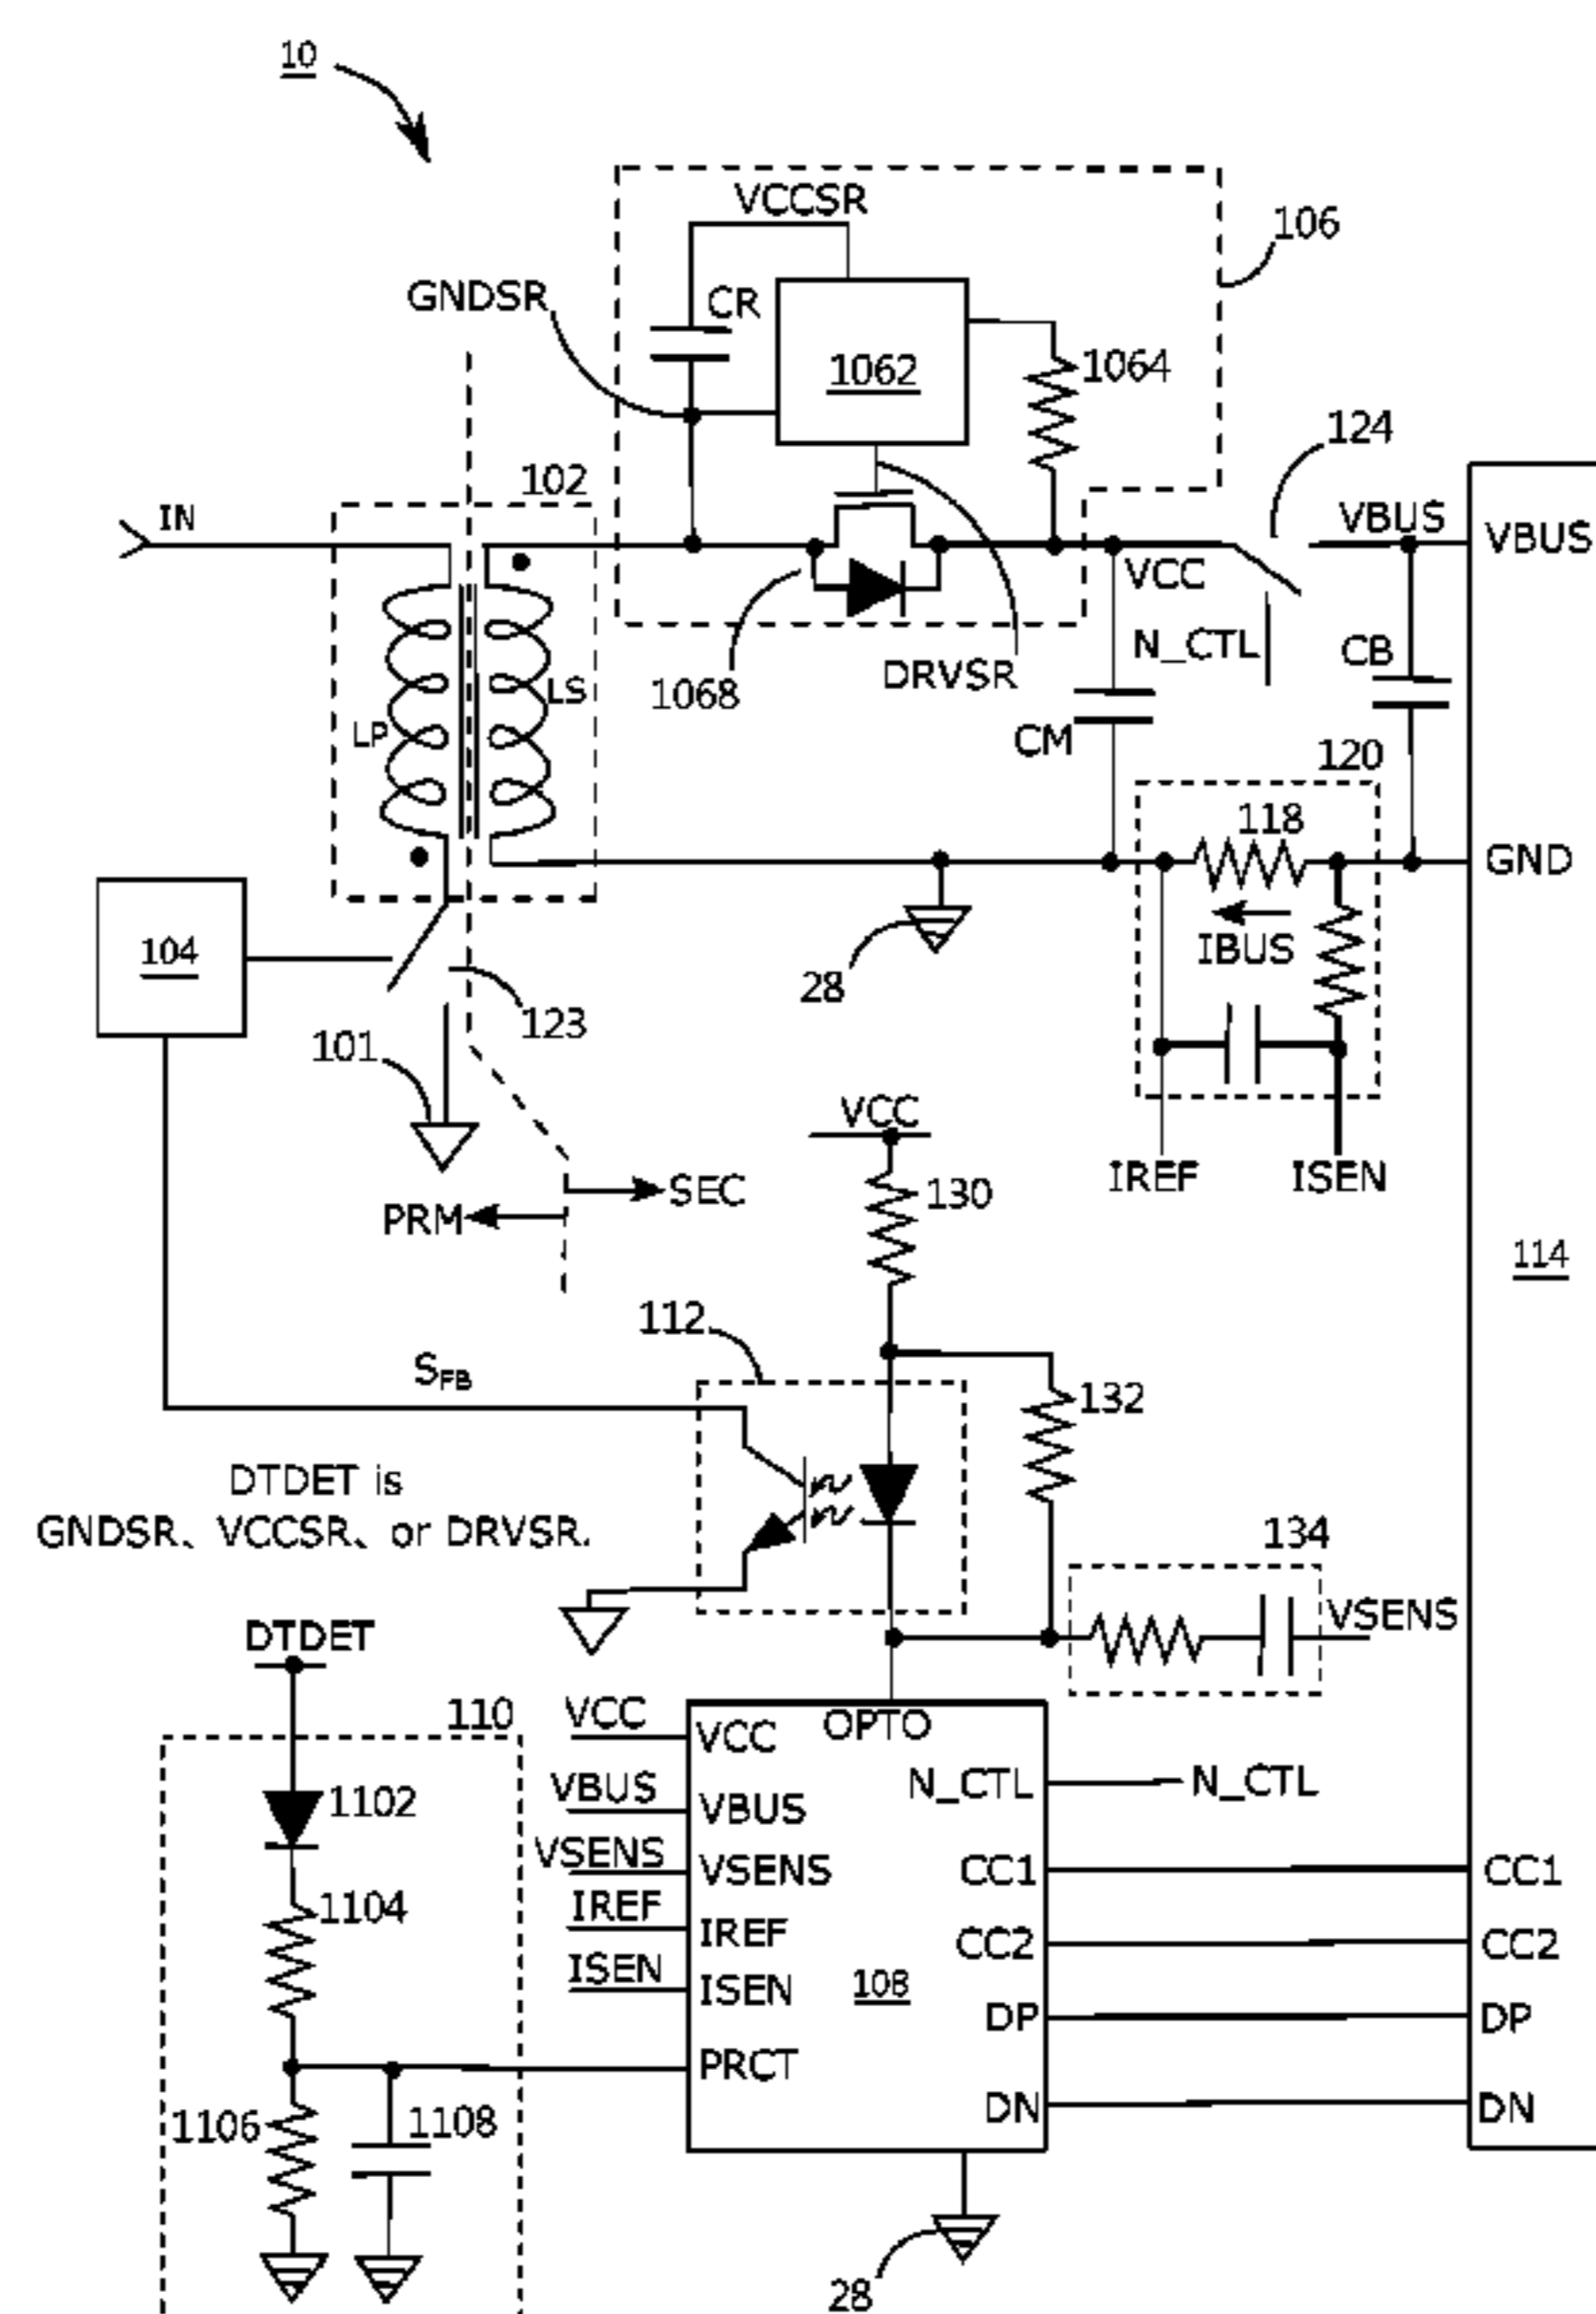 10
VCCSR
106
GNDSR
CR
1062
1064
124
102
IN
VBUS
VBUS
VCC
N_CTL
CB
LS
1068
DRVSR
LP
CM
120
118
GND
104
IBUS
28
123
101
VCC
IREF
ISEN
SEC
130
PRM
114
112
SFB
132
DTDET is
GNDSR、VCCSR、or DRVSR.
134
VSENS
DTDET
110
VCC
VCC
OPTO
VBUS
VBUS
N_CTL
N_CTL
1102
VSENS
VSENS
CC1
CC1
1104
IREF
IREF
CC2
CC2
ISEN
ISEN
108
DP
DP
PRCT
DN
DN
1106
1108
28